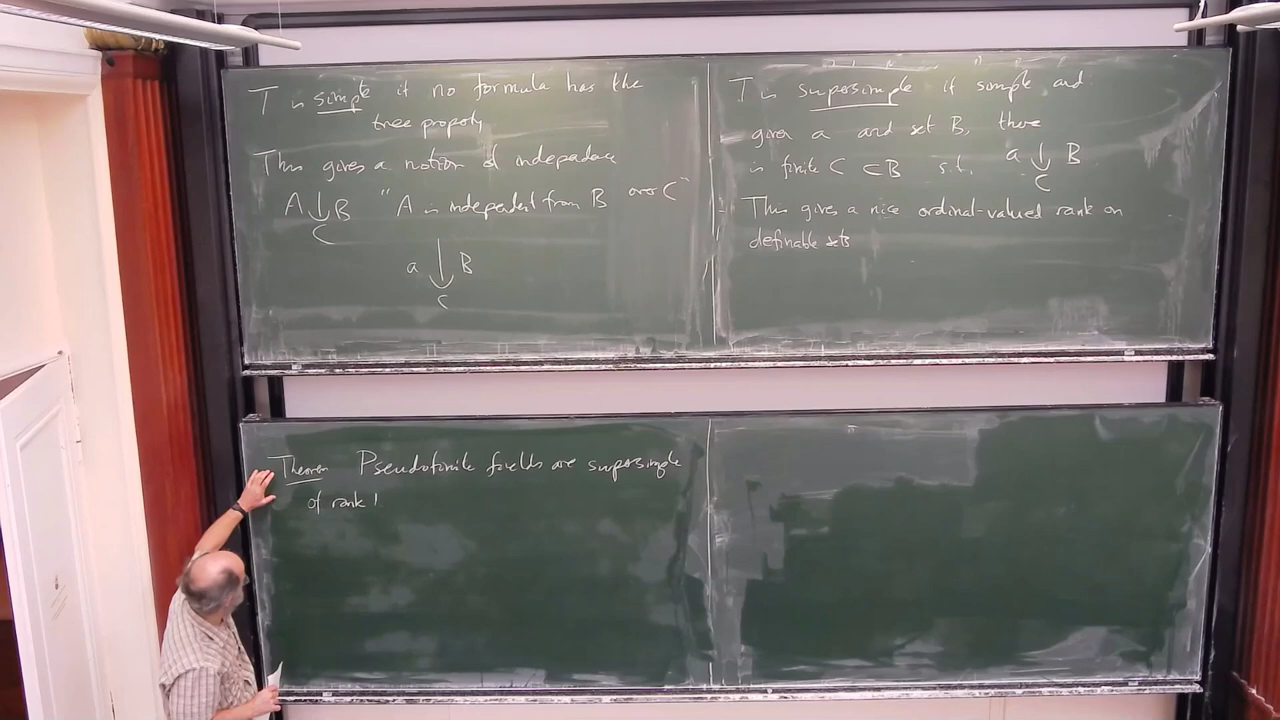 T is simple if no formula has the
tree property
This gives a notion of independence
A ↓ B "A is independent from B over C"
C
a ↓ B
C
T is supersimple if simple and
given a and set B, there
is finite C ⊂ B s.t. a ↓ B
C
This gives a nice ordinal-valued rank on
definable sets
Theorem Pseudofinite fields are supersimple
of rank 1